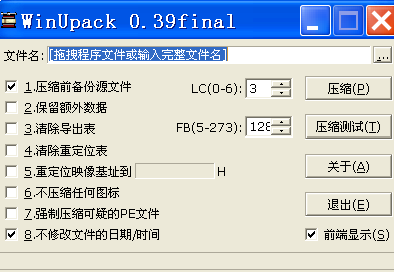 WinUpack 0.39final
文件名: [拖拽程序文件或输入完整文件名] ...
1.压缩前备份源文件 LC(0-6): 3 压缩(P)
2.保留额外数据
3.清除导出表 FB(5-273): 128 压缩测试(T)
4.清除重定位表
5.重定位映像基址到 H 关于(A)
6.不压缩任何图标
7.强制压缩可疑的PE文件 退出(E)
8.不修改文件的日期/时间 前端显示(S)